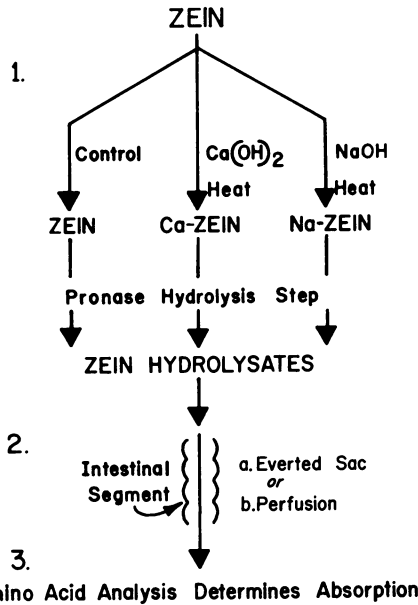 ZEIN
1.
Control
Ca(OH)2
NaOH
Heat
Heat
ZEIN
Ca-ZEIN
Na-ZEIN
Pronase Hydrolysis Step
ZEIN HYDROLYSATES
2.
Intestinal
Segment
a. Everted Sac
or
b. Perfusion
3.
mino Acid Analysis Determines Absorption